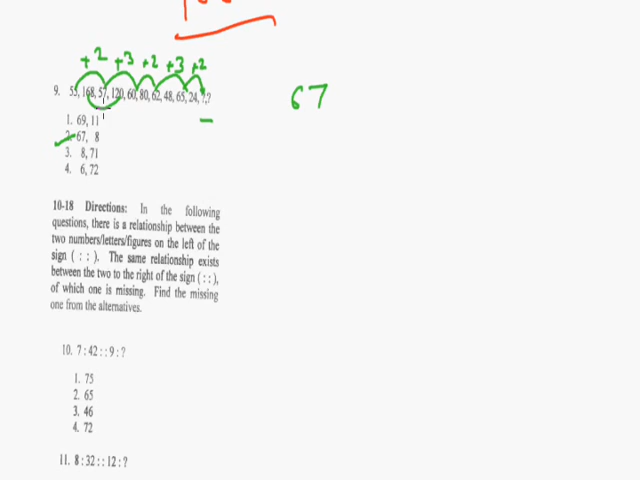 +2 +3 +2 +3 +2
9. 55, 168, 57, 120, 60, 80, 62, 48, 65, 24, ?,?
67
1. 69, 11
2. 67, 8
3. 8, 71
4. 6, 72
10-18 Directions: In the following
questions, there is a relationship between the
two numbers/letters/figures on the left of the
sign ( : : ). The same relationship exists
between the two to the right of the sign ( : : ),
of which one is missing. Find the missing
one from the alternatives.
10. 7 : 42 : : 9 : ?
1. 75
2. 65
3. 46
4. 72
11. 8 : 32 : : 12 : ?